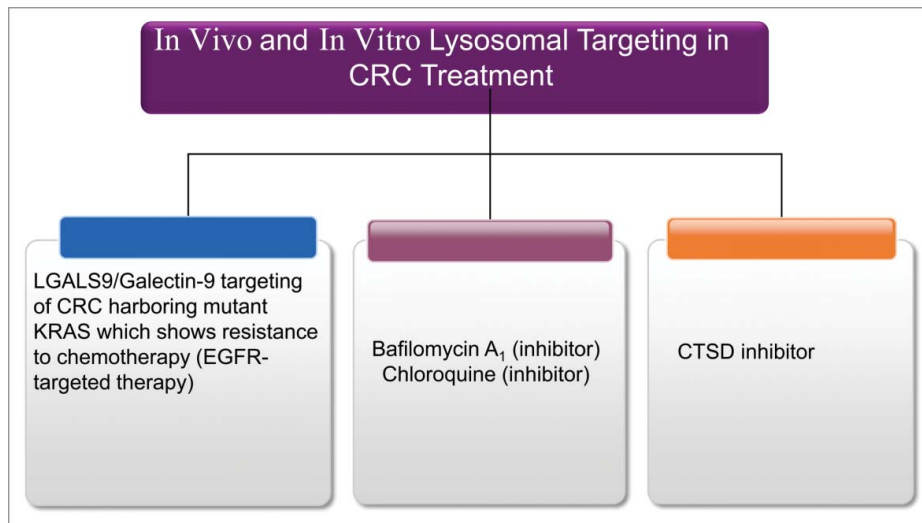 In Vivo and In Vitro Lysosomal Targeting in
CRC Treatment
LGALS9/Galectin-9 targeting
of CRC harboring mutant
KRAS which shows resistance
to chemotherapy (EGFR-
targeted therapy)
Bafilomycin A₁ (inhibitor)
Chloroquine (inhibitor)
CTSD inhibitor